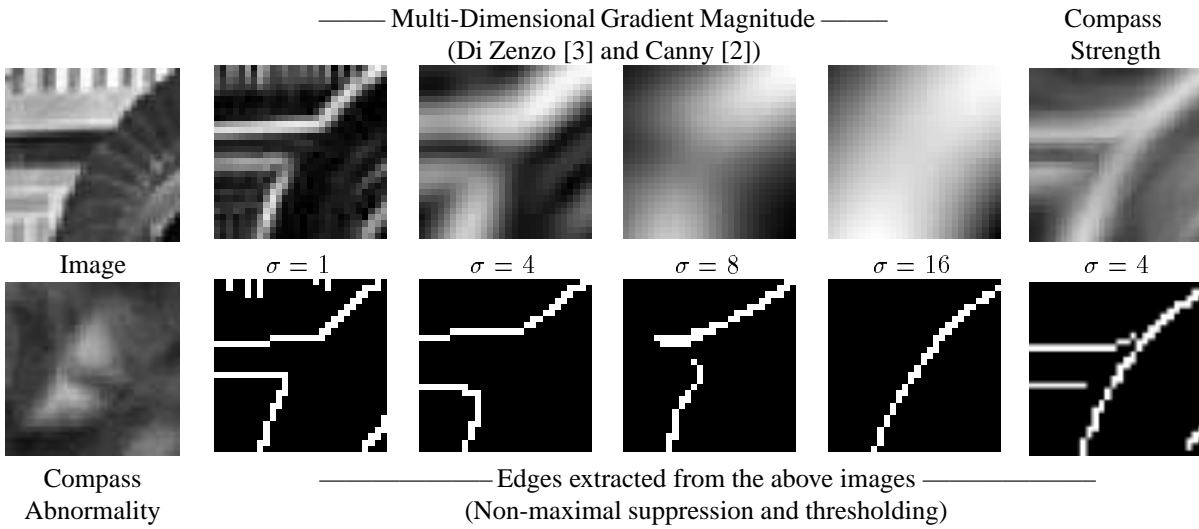 Multi-Dimensional Gradient Magnitude
(Di Zenzo [3] and Canny [2])
Compass
Strength
Image
σ = 1
σ = 4
σ = 8
σ = 16
σ = 4
Compass
Abnormality
Edges extracted from the above images
(Non-maximal suppression and thresholding)